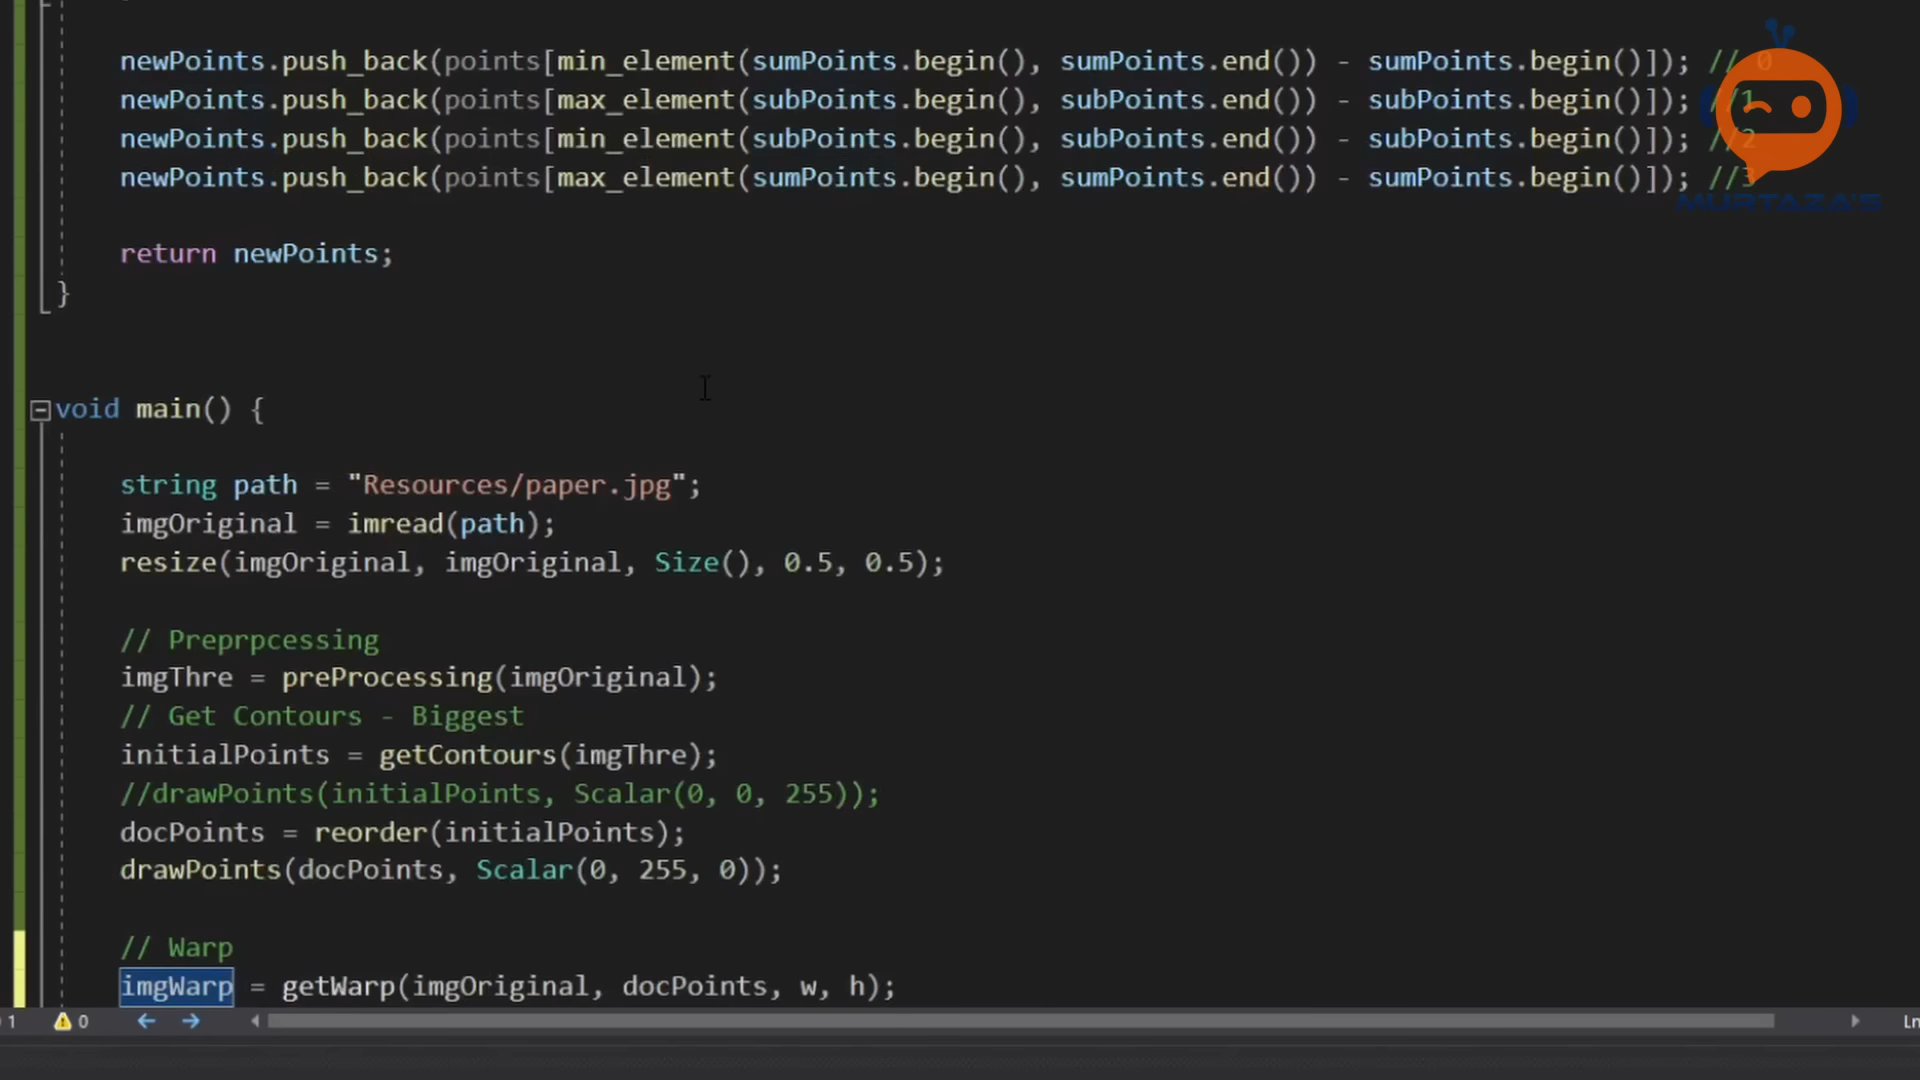 newPoints.push_back(points[min_element(sumPoints.begin(), sumPoints.end()) - sumPoints.begin()]); // 0
newPoints.push_back(points[max_element(subPoints.begin(), subPoints.end()) - subPoints.begin()]); //1
newPoints.push_back(points[min_element(subPoints.begin(), subPoints.end()) - subPoints.begin()]); //2
newPoints.push_back(points[max_element(sumPoints.begin(), sumPoints.end()) - sumPoints.begin()]); //3
MURTAZA'S
return newPoints;
}
void main() {
string path = "Resources/paper.jpg";
imgOriginal = imread(path);
resize(imgOriginal, imgOriginal, Size(), 0.5, 0.5);
// Preprpcessing
imgThre = preProcessing(imgOriginal);
// Get Contours - Biggest
initialPoints = getContours(imgThre);
//drawPoints(initialPoints, Scalar(0, 0, 255));
docPoints = reorder(initialPoints);
drawPoints(docPoints, Scalar(0, 255, 0));
// Warp
imgWarp = getWarp(imgOriginal, docPoints, w, h);
1 0 Ln